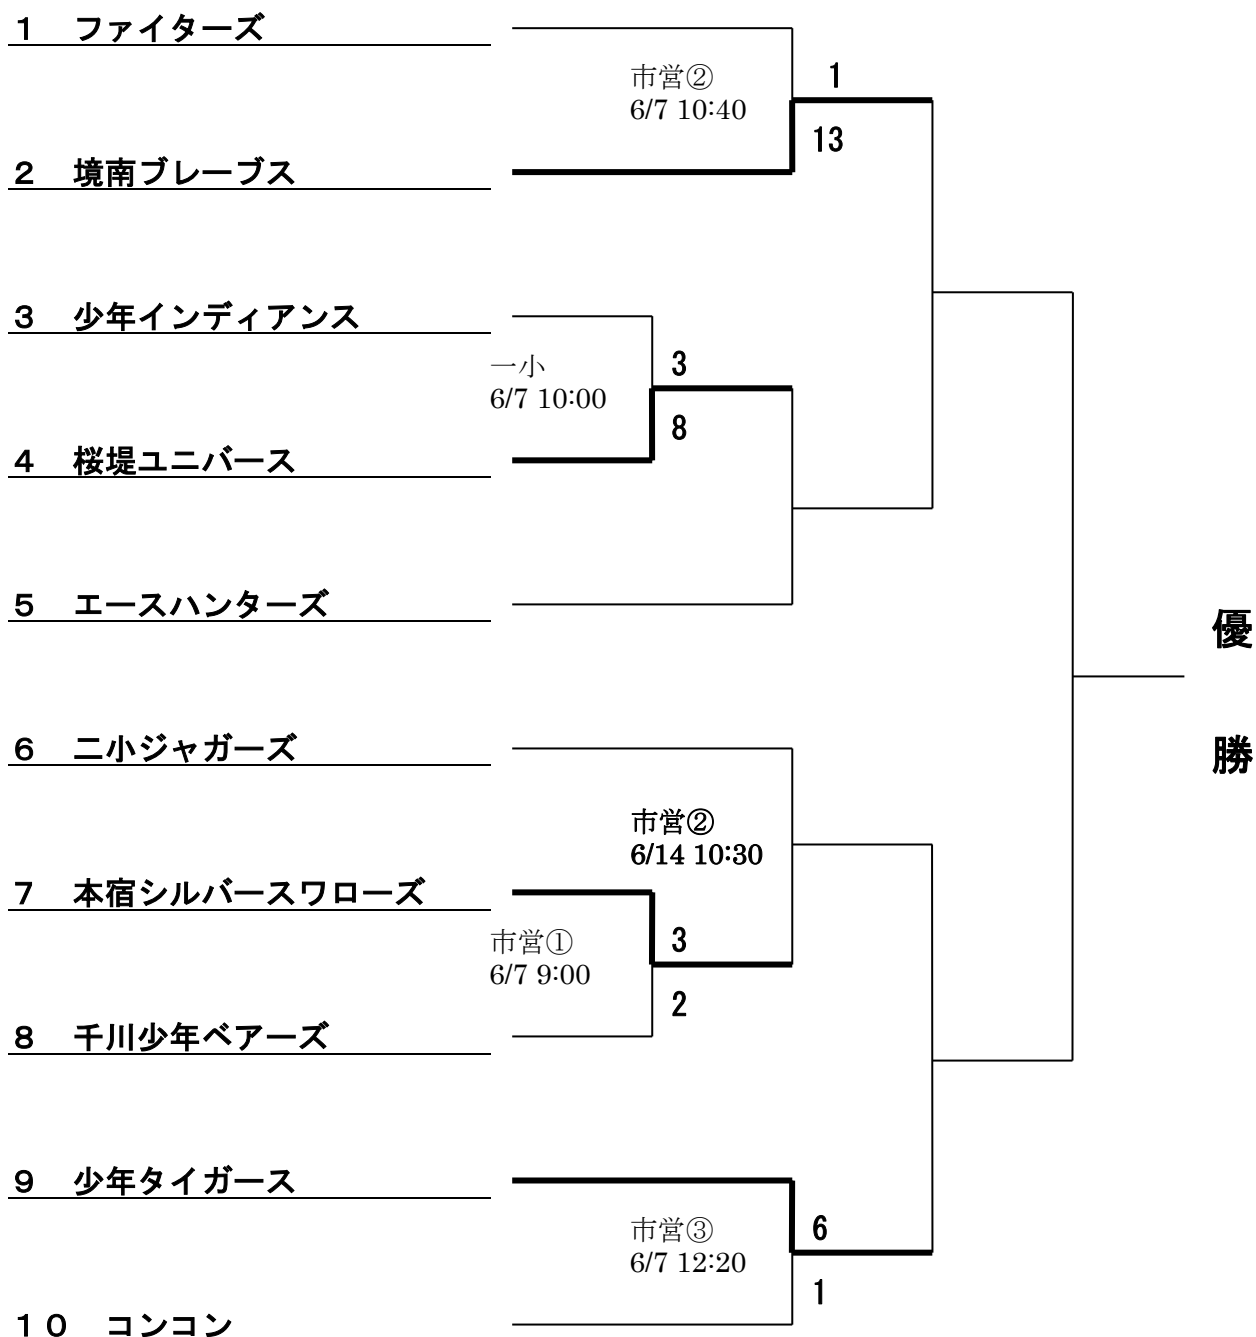 １　ファイターズ
市営②
6/7 10:40
1
13
２　境南ブレーブス
３　少年インディアンス
一小
6/7 10:00
3
8
４　桜堤ユニバース
５　エースハンターズ
優
勝
６　二小ジャガーズ
市営②
6/14 10:30
７　本宿シルバースワローズ
市営①
6/7 9:00
3
2
８　千川少年ベアーズ
９　少年タイガース
市営③
6/7 12:20
6
1
１０　コンコン